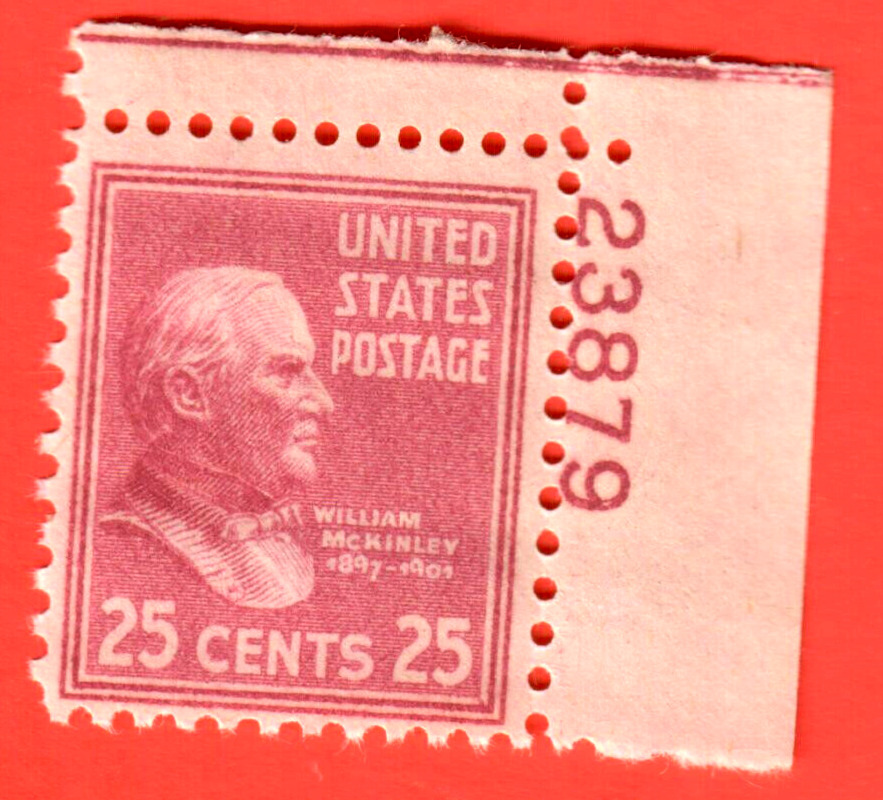 UNITED
STATES
POSTAGE
WILLIAM
McKINLEY
1897-1901
25 CENTS 25
23879